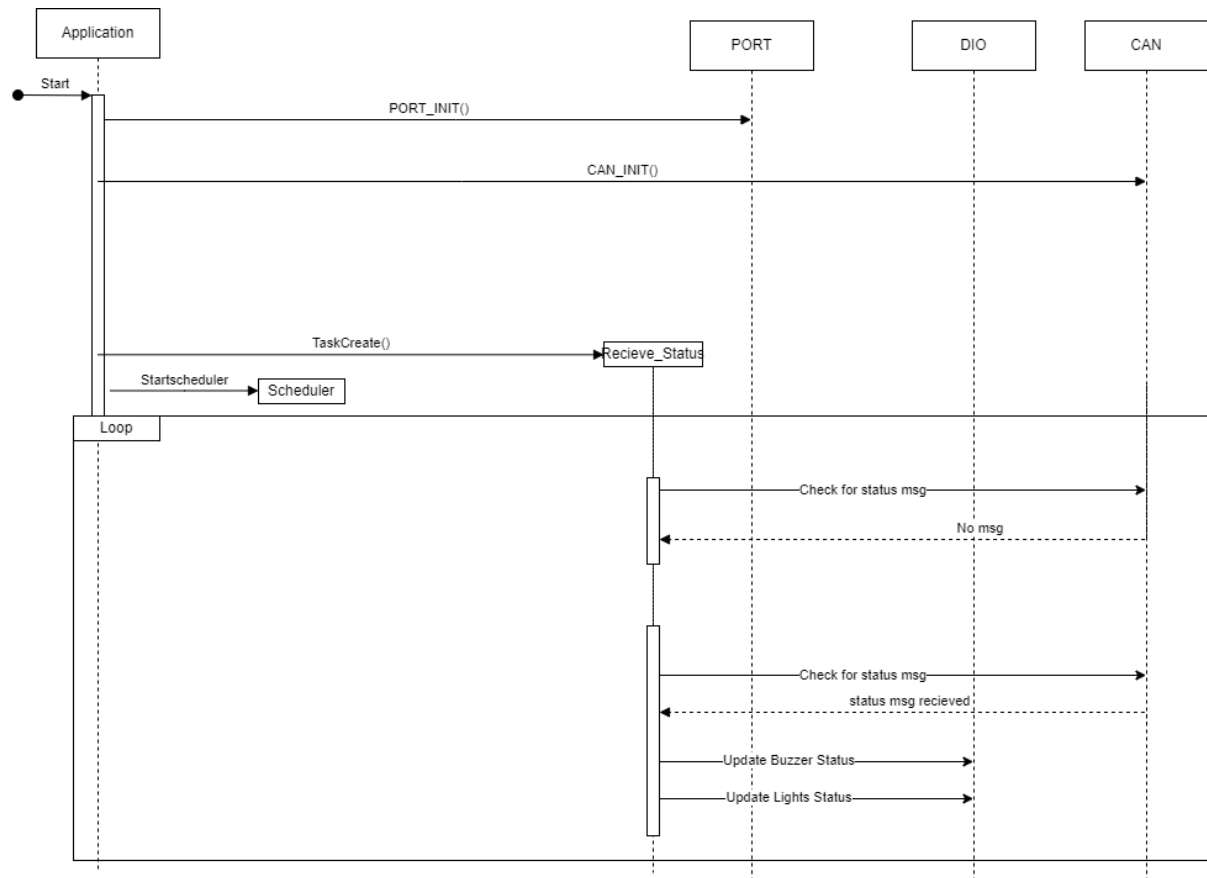 Application
PORT
DIO
CAN
Start
PORT_INIT()
CAN_INIT()
TaskCreate()
Recieve_Status
Startscheduler
Scheduler
Loop
Check for status msg
No msg
Check for status msg
status msg recieved
Update Buzzer Status
Update Lights Status